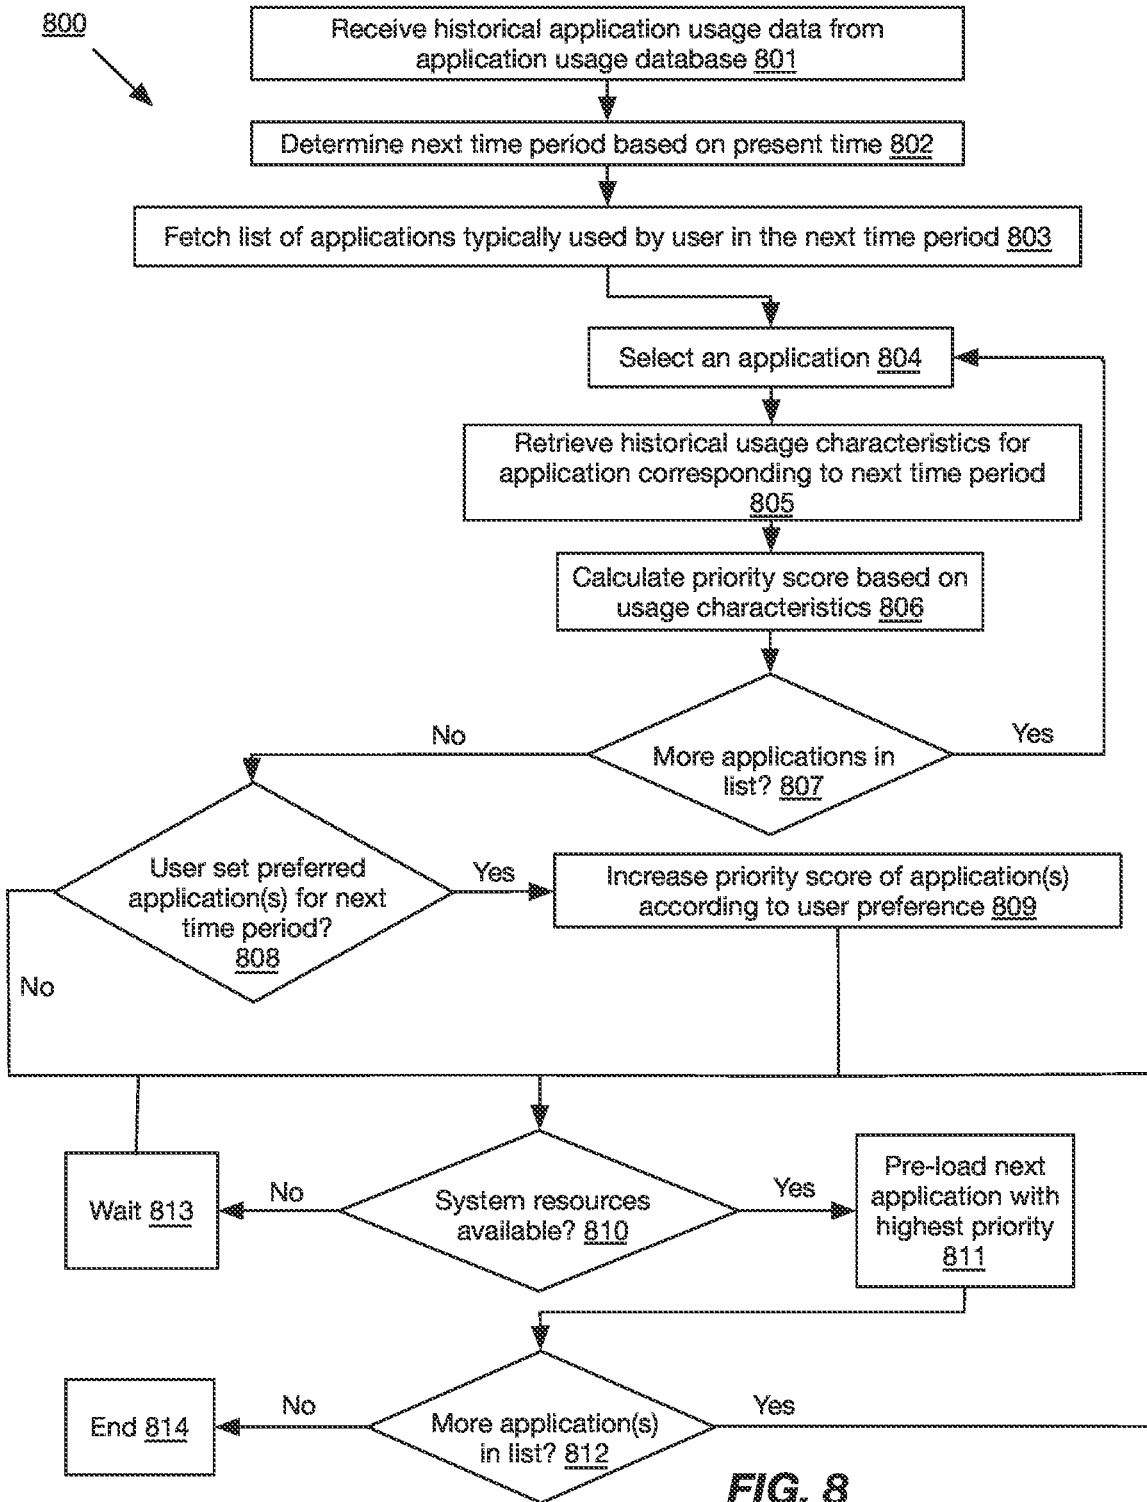 800
Receive historical application usage data from
application usage database 801
Determine next time period based on present time 802
Fetch list of applications typically used by user in the next time period 803
Select an application 804
Retrieve historical usage characteristics for
application corresponding to next time period
805
Calculate priority score based on
usage characteristics 806
No
Yes
More applications in
list? 807
User set preferred
application(s) for next
time period?
808
Yes
Increase priority score of application(s)
according to user preference 809
No
Wait 813
No
System resources
available? 810
Yes
Pre-load next
application with
highest priority
811
End 814
No
More application(s)
in list? 812
Yes
FIG. 8